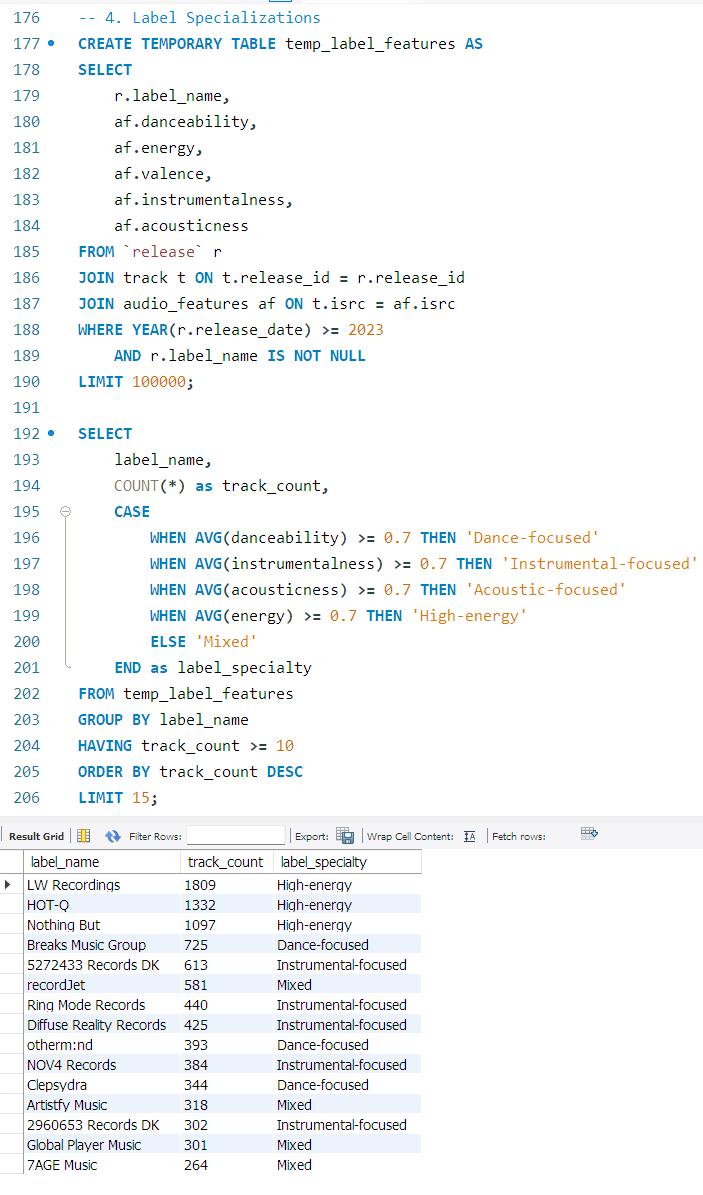 176 -- 4. Label Specializations
177 CREATE TEMPORARY TABLE temp_label_features AS
178 SELECT
179 r.label_name,
180 af.danceability,
181 af.energy,
182 af.valence,
183 af.instrumentalness,
184 af.acousticness
185 FROM `release` r
186 JOIN track t ON t.release_id = r.release_id
187 JOIN audio_features af ON t.isrc = af.isrc
188 WHERE YEAR(r.release_date) >= 2023
189 AND r.label_name IS NOT NULL
190 LIMIT 100000;
191
192 SELECT
193 label_name,
194 COUNT(*) as track_count,
195 CASE
196 WHEN AVG(danceability) >= 0.7 THEN 'Dance-focused'
197 WHEN AVG(instrumentalness) >= 0.7 THEN 'Instrumental-focused'
198 WHEN AVG(acousticness) >= 0.7 THEN 'Acoustic-focused'
199 WHEN AVG(energy) >= 0.7 THEN 'High-energy'
200 ELSE 'Mixed'
201 END as label_specialty
202 FROM temp_label_features
203 GROUP BY label_name
204 HAVING track_count >= 10
205 ORDER BY track_count DESC
206 LIMIT 15;
Result Grid Filter Rows: Export: Wrap Cell Content: IA Fetch rows:
label_name track_count label_specialty
LW Recordings 1809 High-energy
HOT-Q 1332 High-energy
Nothing But 1097 High-energy
Breaks Music Group 725 Dance-focused
5272433 Records DK 613 Instrumental-focused
recordJet 581 Mixed
Ring Mode Records 440 Instrumental-focused
Diffuse Reality Records 425 Instrumental-focused
otherm:nd 393 Dance-focused
NOV4 Records 384 Instrumental-focused
Clepsydra 344 Dance-focused
Artistfy Music 318 Mixed
2960653 Records DK 302 Instrumental-focused
Global Player Music 301 Mixed
7AGE Music 264 Mixed